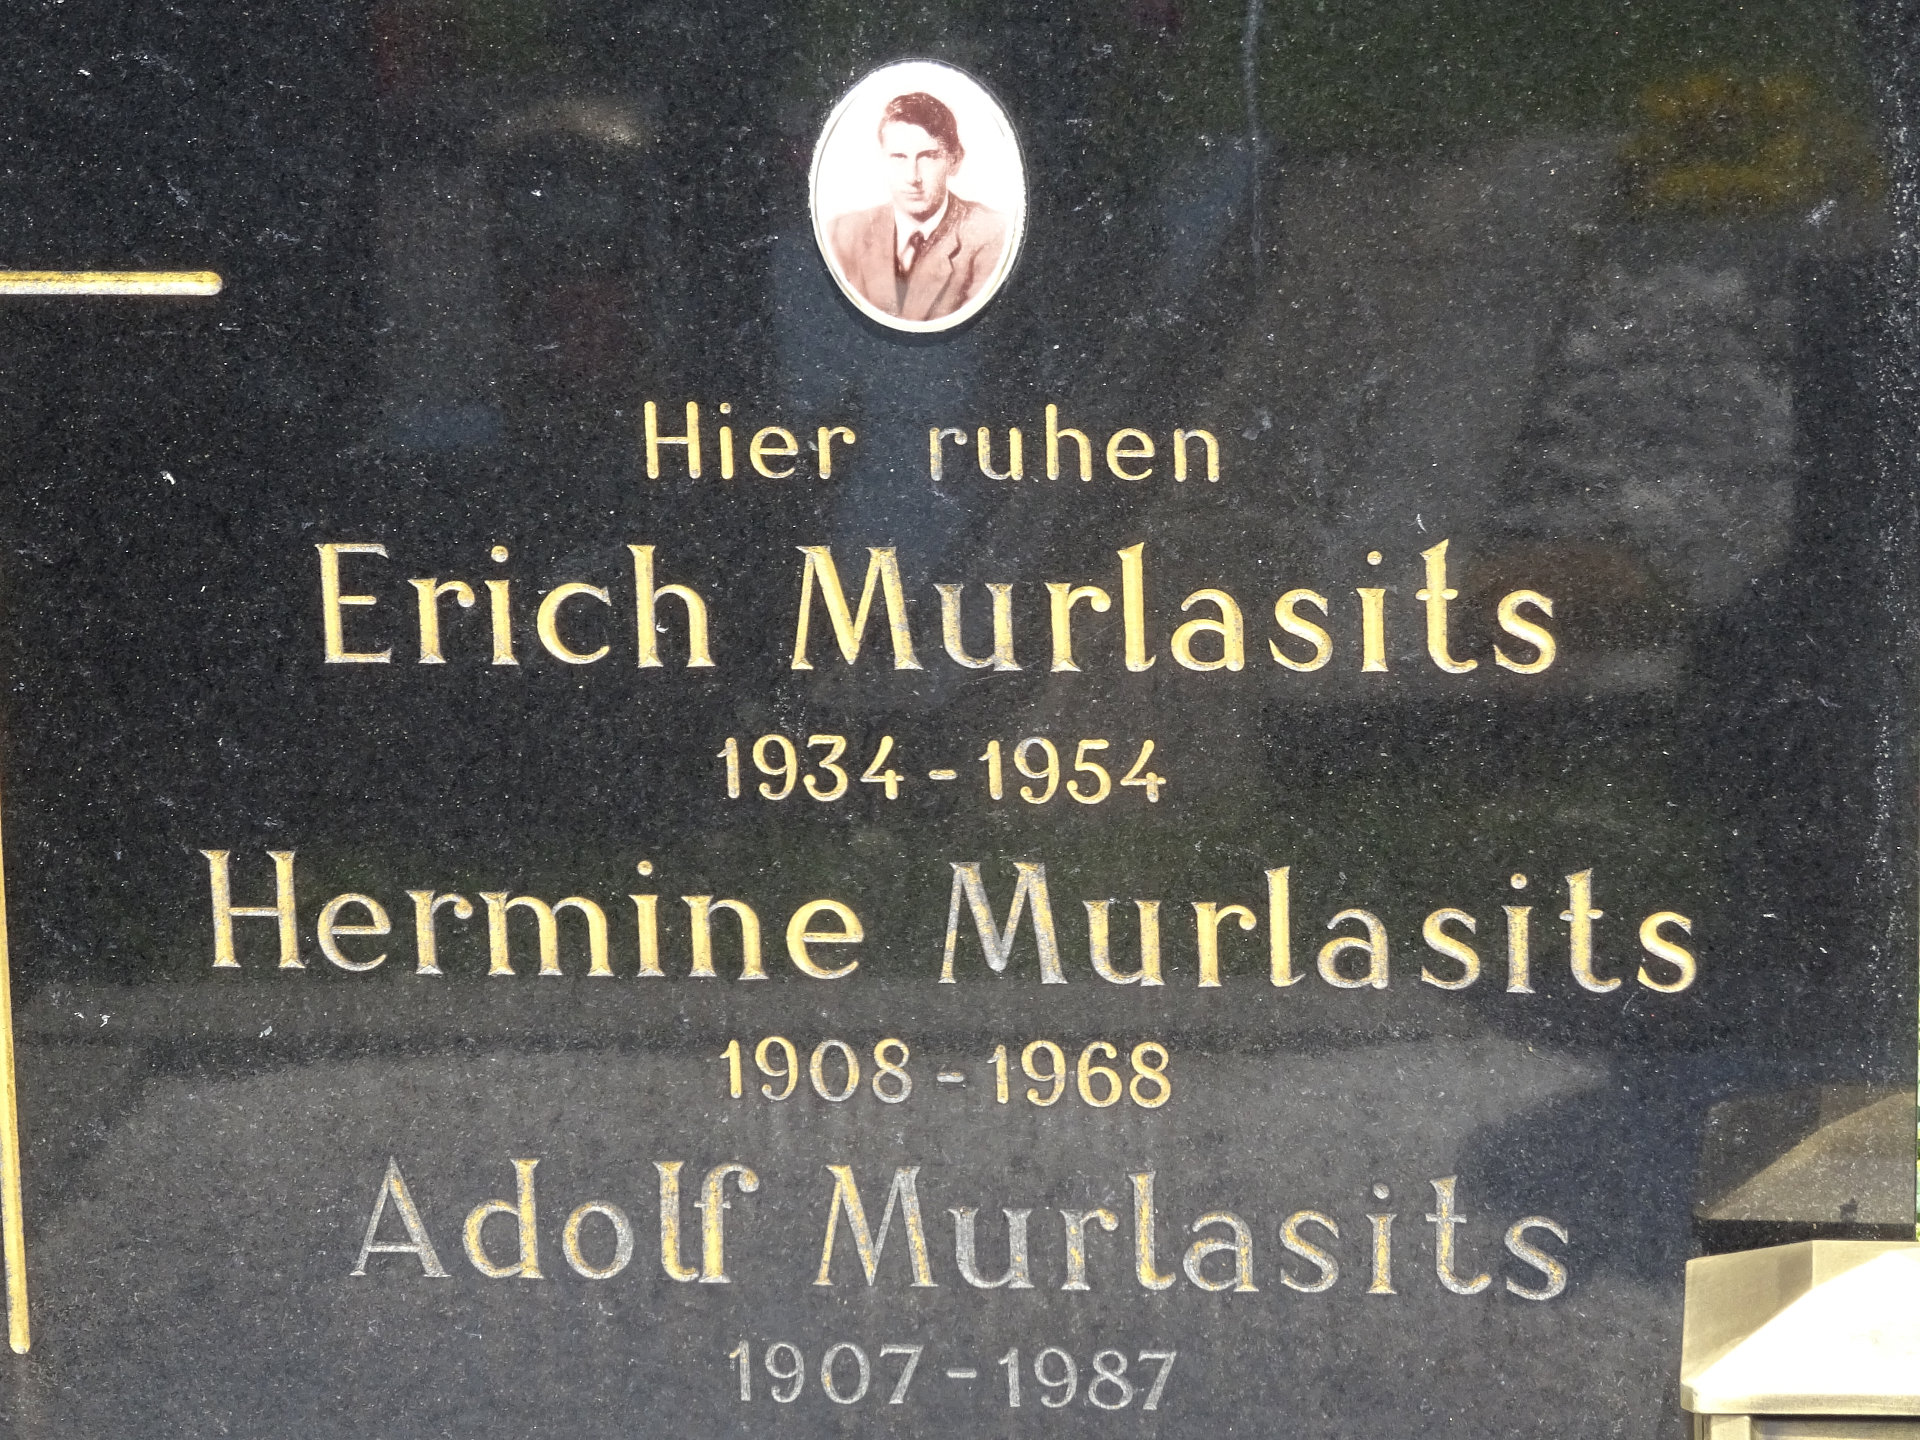 Hier ruhen
Erich Murlasits
1934 - 1954
Hermine Murlasits
1908 - 1968
Adolf Murlasits
1907 - 1987